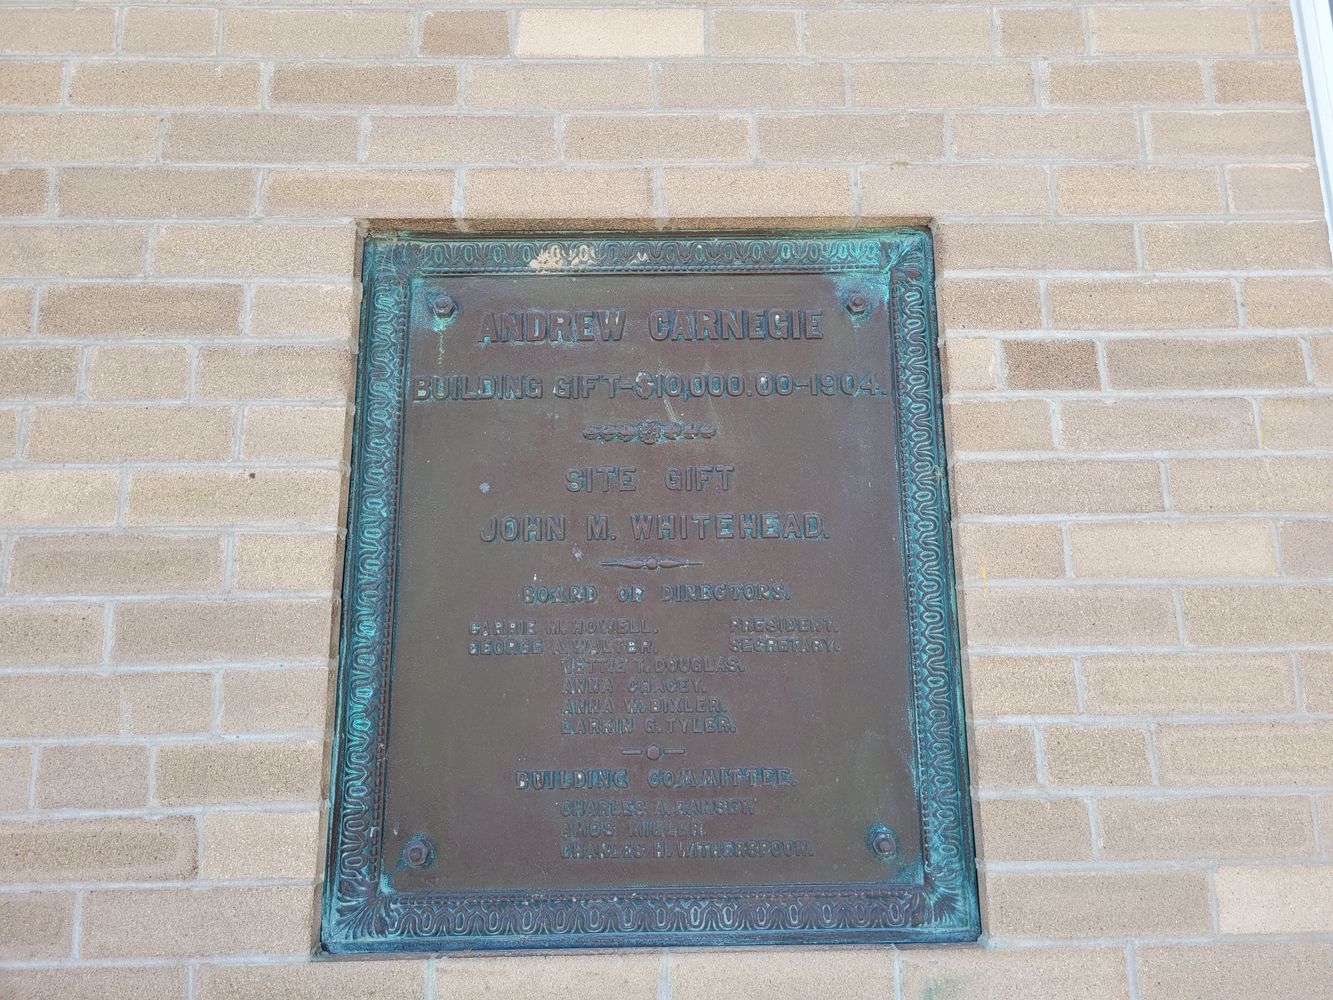 ANDREW CARNEGIE
BUILDING GIFT-$10,000.00-1904.
SITE GIFT
JOHN M. WHITEHEAD.
BOARD OF DIRECTORS.
CARRIE M. HOWELL. PRESIDENT.
GEORGE A. WALTER. SECRETARY.
NETTIE T. DOUGLAS.
ANNA CHACEY.
ANNA W. BIXLER.
LARKIN G. TYLER.
BUILDING COMMITTEE.
CHARLES A. RAMSEY.
AMOS MILLER.
CHARLES H. WITHERSPOON.